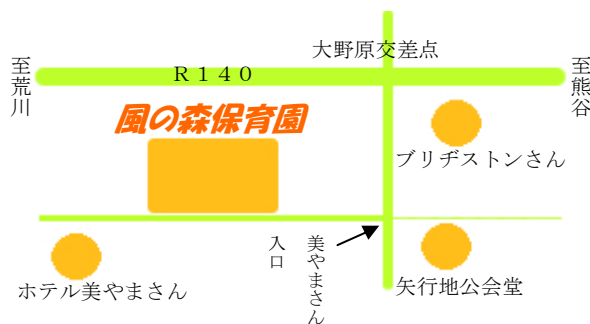 大野原交差点
至荒川
R140
至熊谷
風の森保育園
ブリヂストンさん
美やまさん
入口
矢行地公会堂
ホテル美やまさん